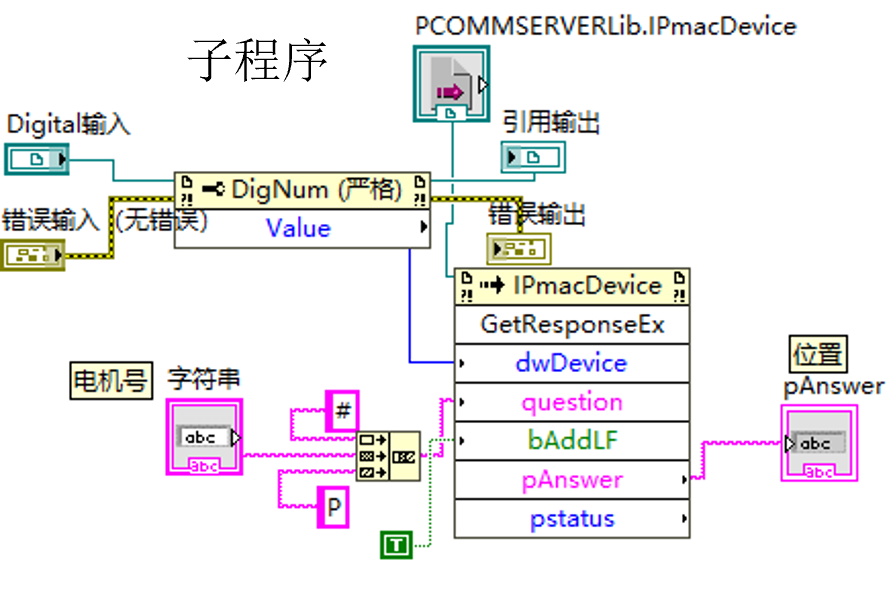 PCOMMSERVERLib.IPmacDevice
子程序
Digital输入
引用输出
DigNum (严格)
错误输入 (无错误)
错误输出
Value
IPmacDevice
GetResponseEx
位置
dwDevice
电机号
字符串
pAnswer
question
#
abc
abc
abc
abc
bAddLF
pAnswer
P
pstatus
T